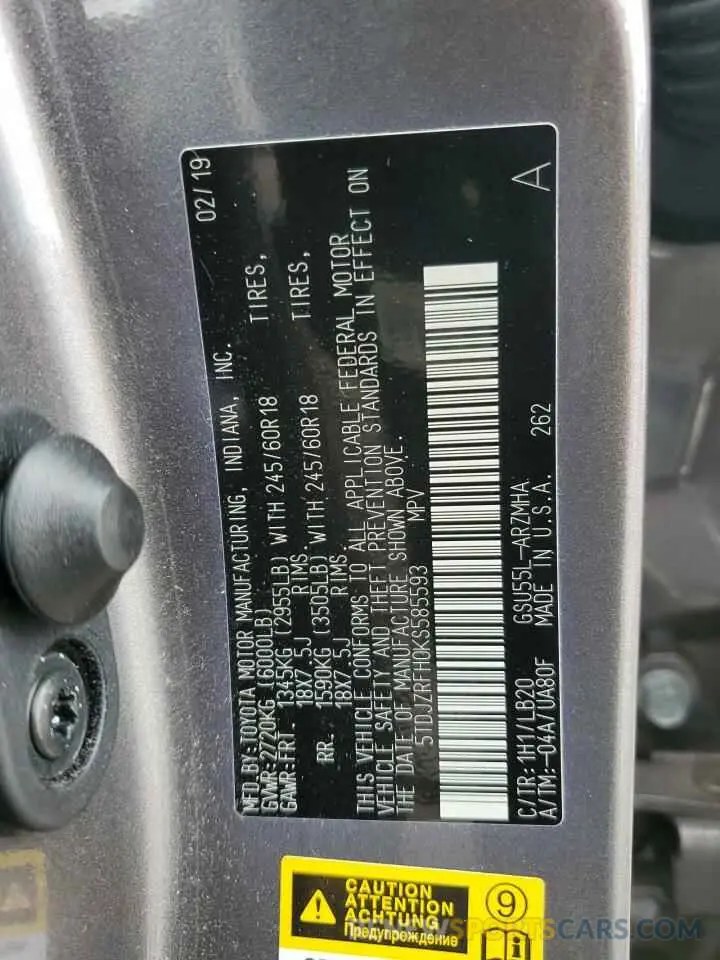 MFD.BY:TOYOTA MOTOR MANUFACTURING, INDIANA, INC. 02/19
GVWR 2720KG (6000LB)
GAWR:FRT 1345KG (2955LB) WITH 245/60R18 TIRES,
18X7.5J RIMS
RR. 1590KG (3505LB) WITH 245/60R18 TIRES,
18X7.5J RIMS
THIS VEHICLE CONFORMS TO ALL APPLICABLE FEDERAL MOTOR
VEHICLE SAFETY AND THEFT PREVENTION STANDARDS IN EFFECT ON
THE DATE OF MANUFACTURE SHOWN ABOVE.
5TDJZRFH0KS585593 MPV
C/TR: 1H1/LB20 GSU55L-ARZMHA
A/TM:-04A/UA80F MADE IN U.S.A. 262 A
CAUTION
ATTENTION
ACHTUNG
Предупреждение
9
SPOUTSCARS.COM